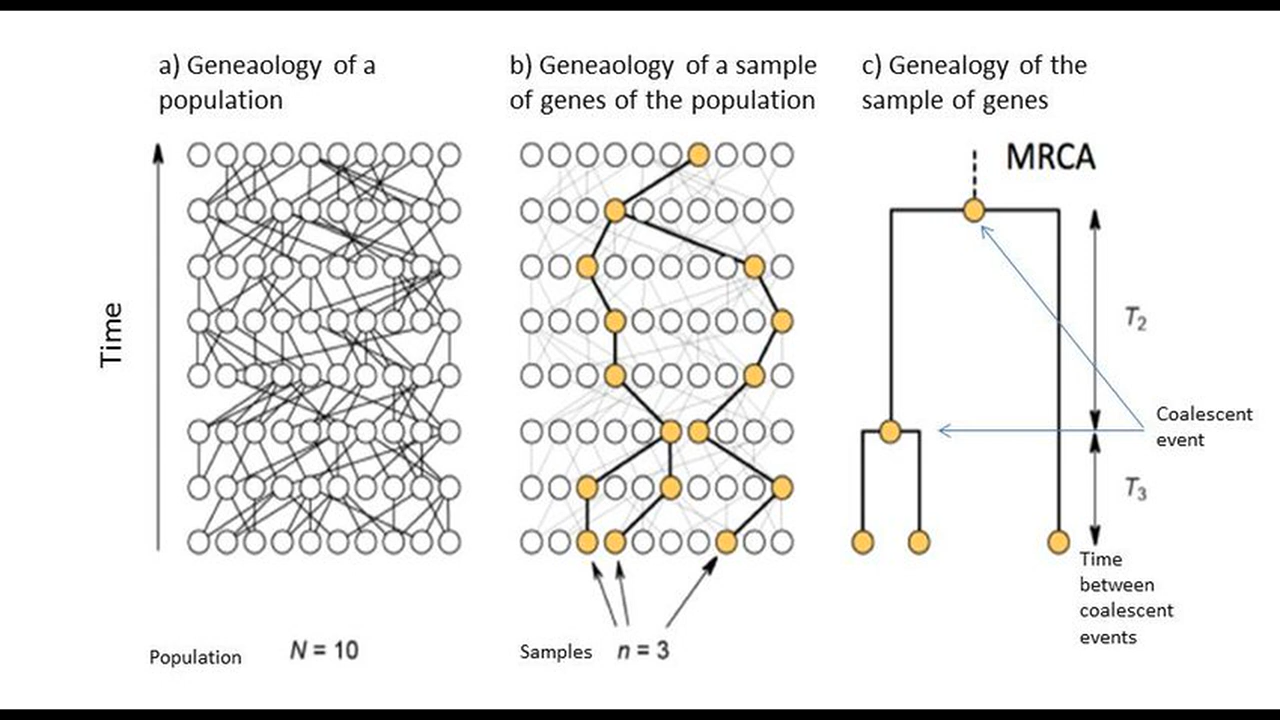 a) Geneaology of a
population
b) Geneaology of a sample
of genes of the population
c) Genealogy of the
sample of genes
MRCA
Time
T2
Coalescent
event
T3
Time
between
coalescent
events
Population N = 10
Samples n = 3